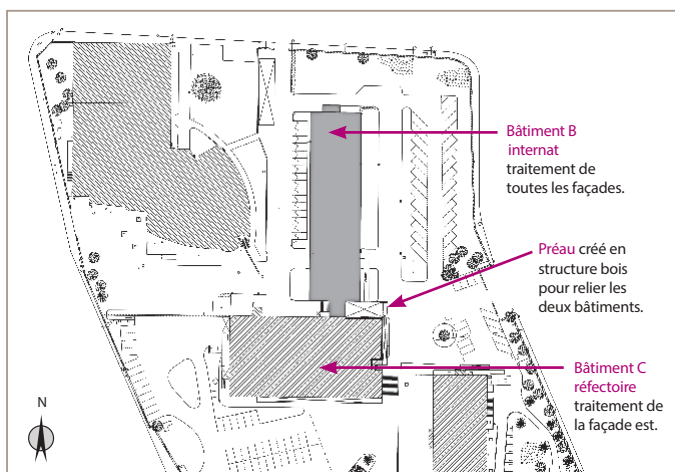 Bâtiment B
internat
traitement de
toutes les façades.
Préau créé en
structure bois
pour relier les
deux bâtiments.
Bâtiment C
réfectoire
traitement de
la façade est.
N